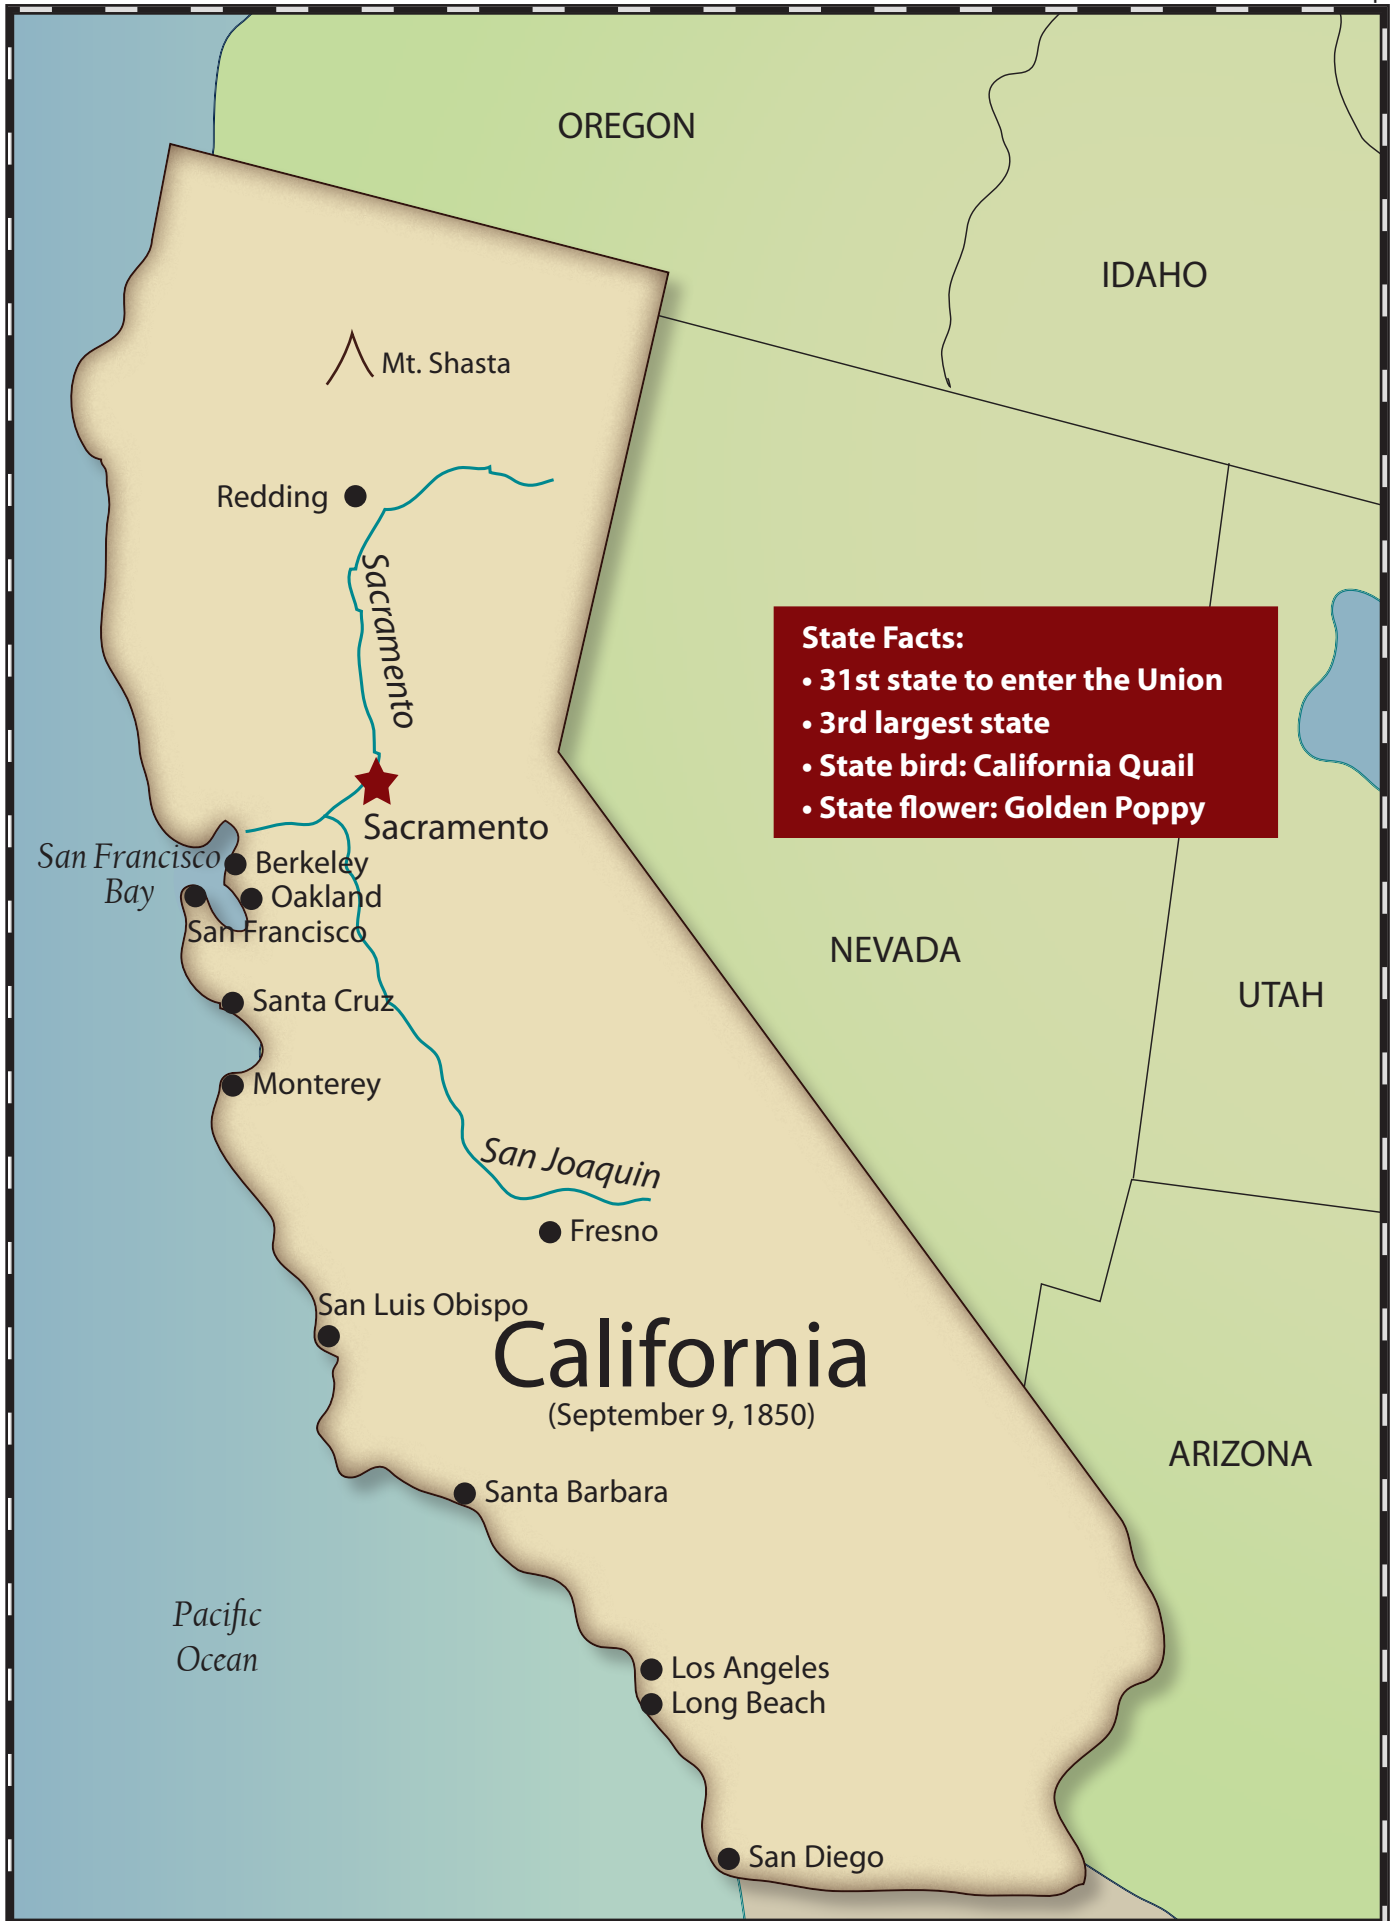 OREGON
IDAHO
Mt. Shasta
Redding
Sacramento
State Facts:
• 31st state to enter the Union
• 3rd largest state
• State bird: California Quail
• State flower: Golden Poppy
Sacramento
San Francisco
Bay
Berkeley
Oakland
San Francisco
NEVADA
UTAH
Santa Cruz
Monterey
San Joaquin
Fresno
San Luis Obispo
California
(September 9, 1850)
ARIZONA
Santa Barbara
Pacific
Ocean
Los Angeles
Long Beach
San Diego